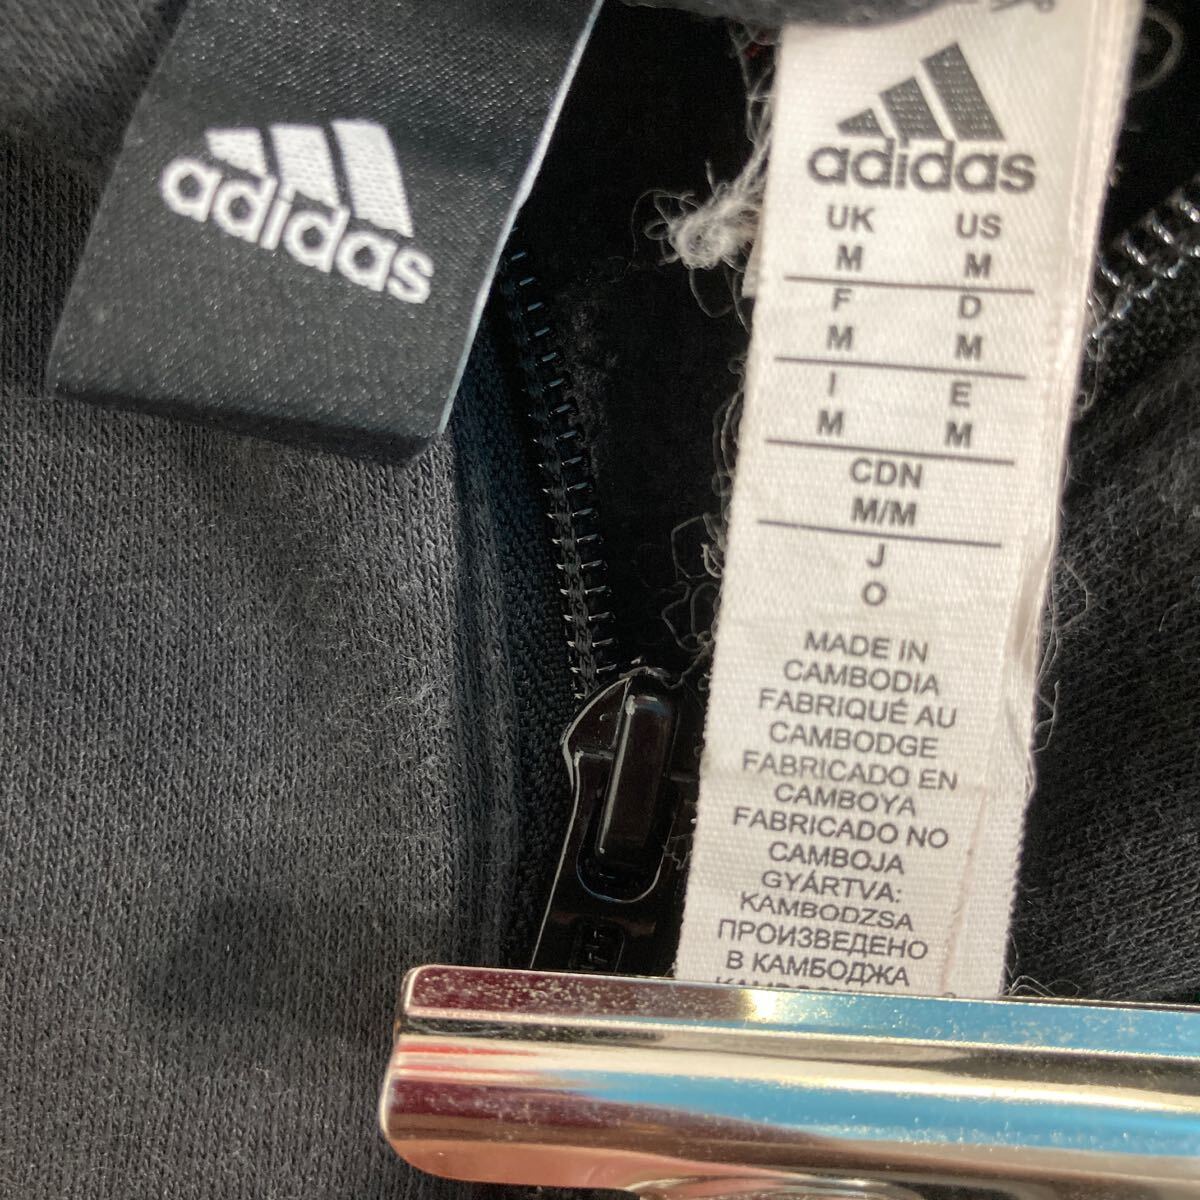 adidas
adidas
UK US
M M
F D
M M
I E
M M
CDN
M/M
J
O
MADE IN
CAMBODIA
FABRIQUÉ AU
CAMBODGE
FABRICADO EN
CAMBOYA
FABRICADO NO
CAMBOJA
GYÁRTVA:
KAMBODZSA
ПРОИЗВЕДЕНО
В КАМБОДЖА